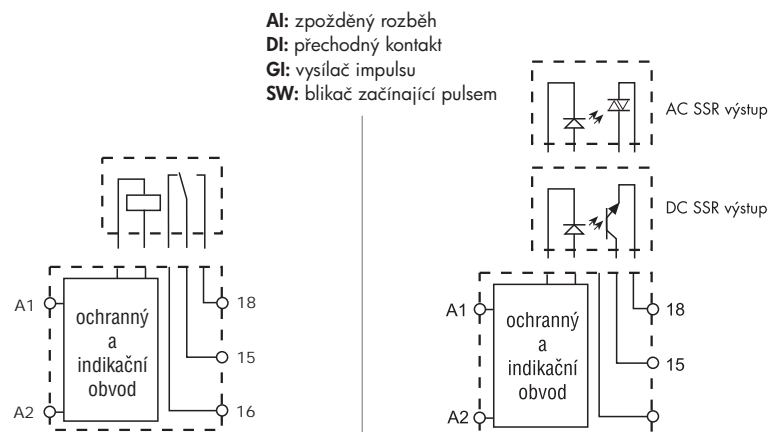 AI: zpožděný rozběh
DI: přechodný kontakt
GI: vysílač impulsu
SW: blikač začínající pulsem
AC SSR výstup
DC SSR výstup
A1
ochranný
a
indikační
obvod
A2
18
15
16
A1
ochranný
a
indikační
obvod
A2
18
15